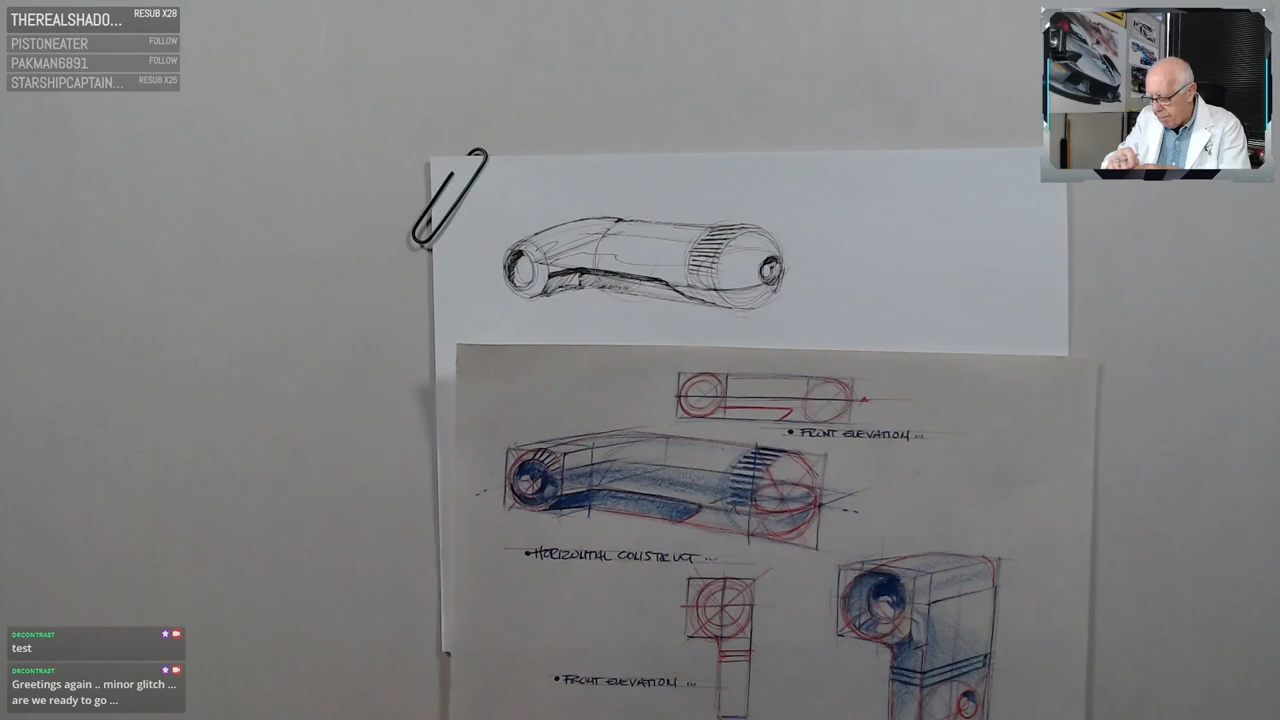 THEREALSHADO... RESUB X28
PISTONEATER FOLLOW
PAKMAN6891 FOLLOW
STARSHIPCAPTAIN... RESUB X25
• FRONT ELEVATION...
• HORIZONTAL CONSTRUCT...
• FRONT ELEVATION...
DRCONTRAST
test
DRCONTRAST
Greetings again .. minor glitch ...
are we ready to go ...